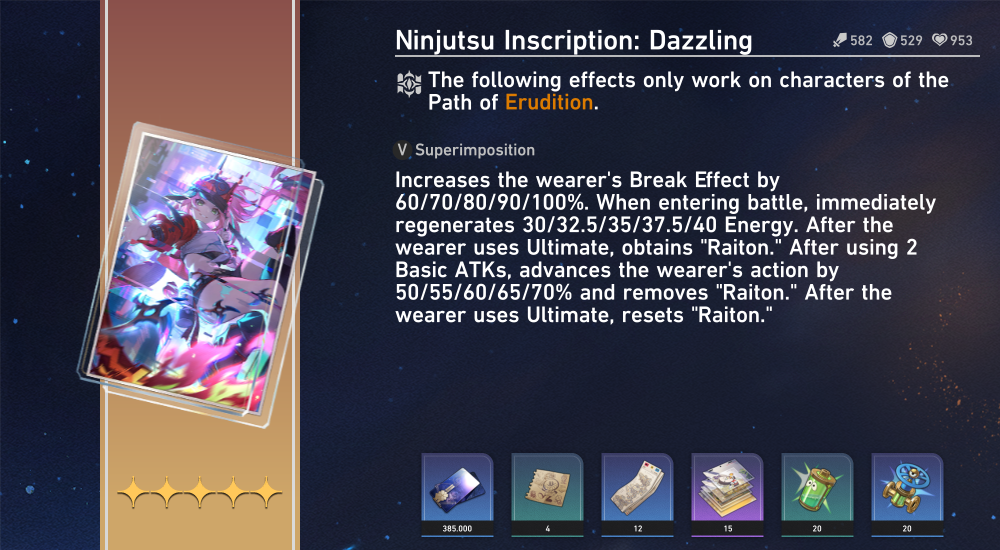 Ninjutsu Inscription: Dazzling
582 529 953
The following effects only work on characters of the
Path of Erudition.
V Superimposition
Increases the wearer's Break Effect by
60/70/80/90/100%. When entering battle, immediately
regenerates 30/32.5/35/37.5/40 Energy. After the
wearer uses Ultimate, obtains "Raiton." After using 2
Basic ATKs, advances the wearer's action by
50/55/60/65/70% and removes "Raiton." After the
wearer uses Ultimate, resets "Raiton."
385.000 4 12 15 20 20